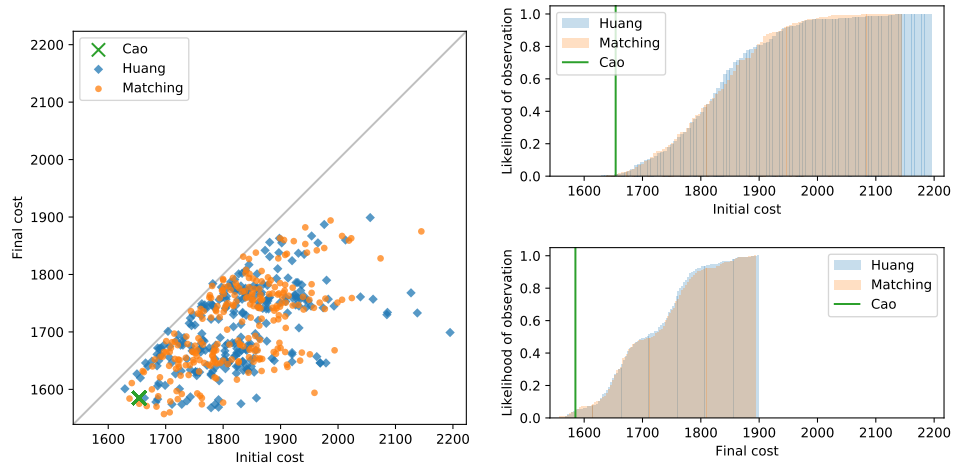 2200
2100
2000
1900
1800
1700
1600
Final cost
Cao
Huang
Matching
1600 1700 1800 1900 2000 2100 2200
Initial cost
1.0
0.8
0.6
0.4
0.2
0.0
Likelihood of observation
Huang
Matching
Cao
1600 1700 1800 1900 2000 2100 2200
Initial cost
1.0
0.8
0.6
0.4
0.2
0.0
Likelihood of observation
Huang
Matching
Cao
1600 1700 1800 1900 2000 2100 2200
Final cost